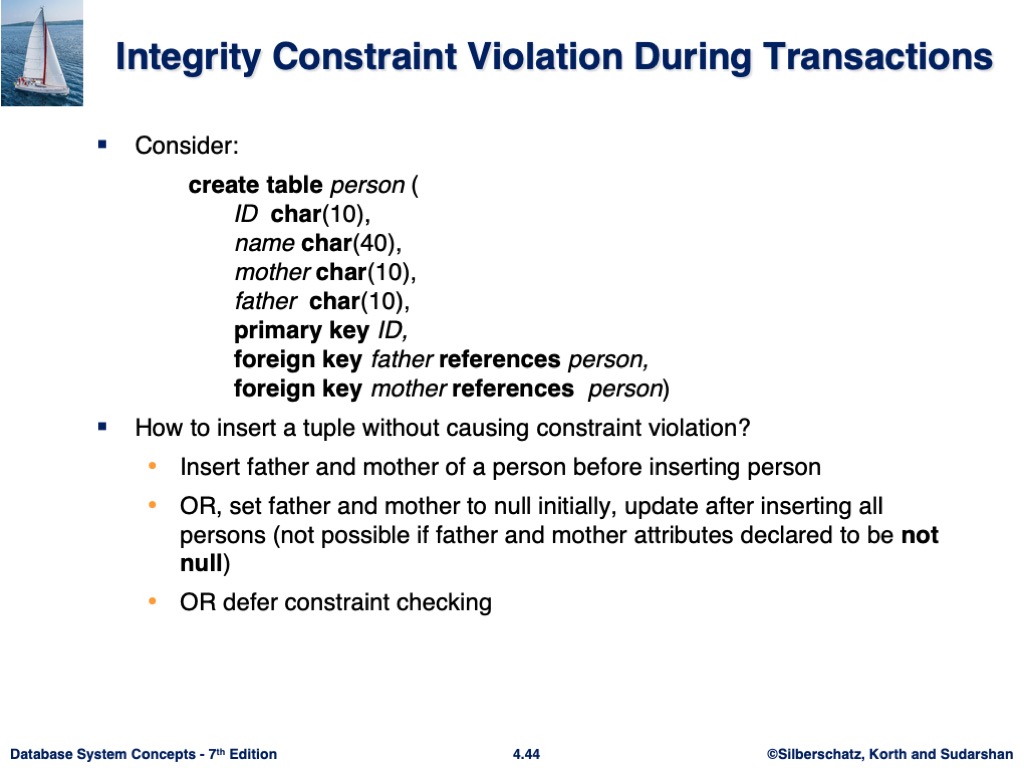 Integrity Constraint Violation During Transactions
▪ Consider:
create table person (
ID char(10),
name char(40),
mother char(10),
father char(10),
primary key ID,
foreign key father references person,
foreign key mother references person)
▪ How to insert a tuple without causing constraint violation?
• Insert father and mother of a person before inserting person
• OR, set father and mother to null initially, update after inserting all
persons (not possible if father and mother attributes declared to be not
null)
• OR defer constraint checking
Database System Concepts - 7th Edition
4.44
©Silberschatz, Korth and Sudarshan